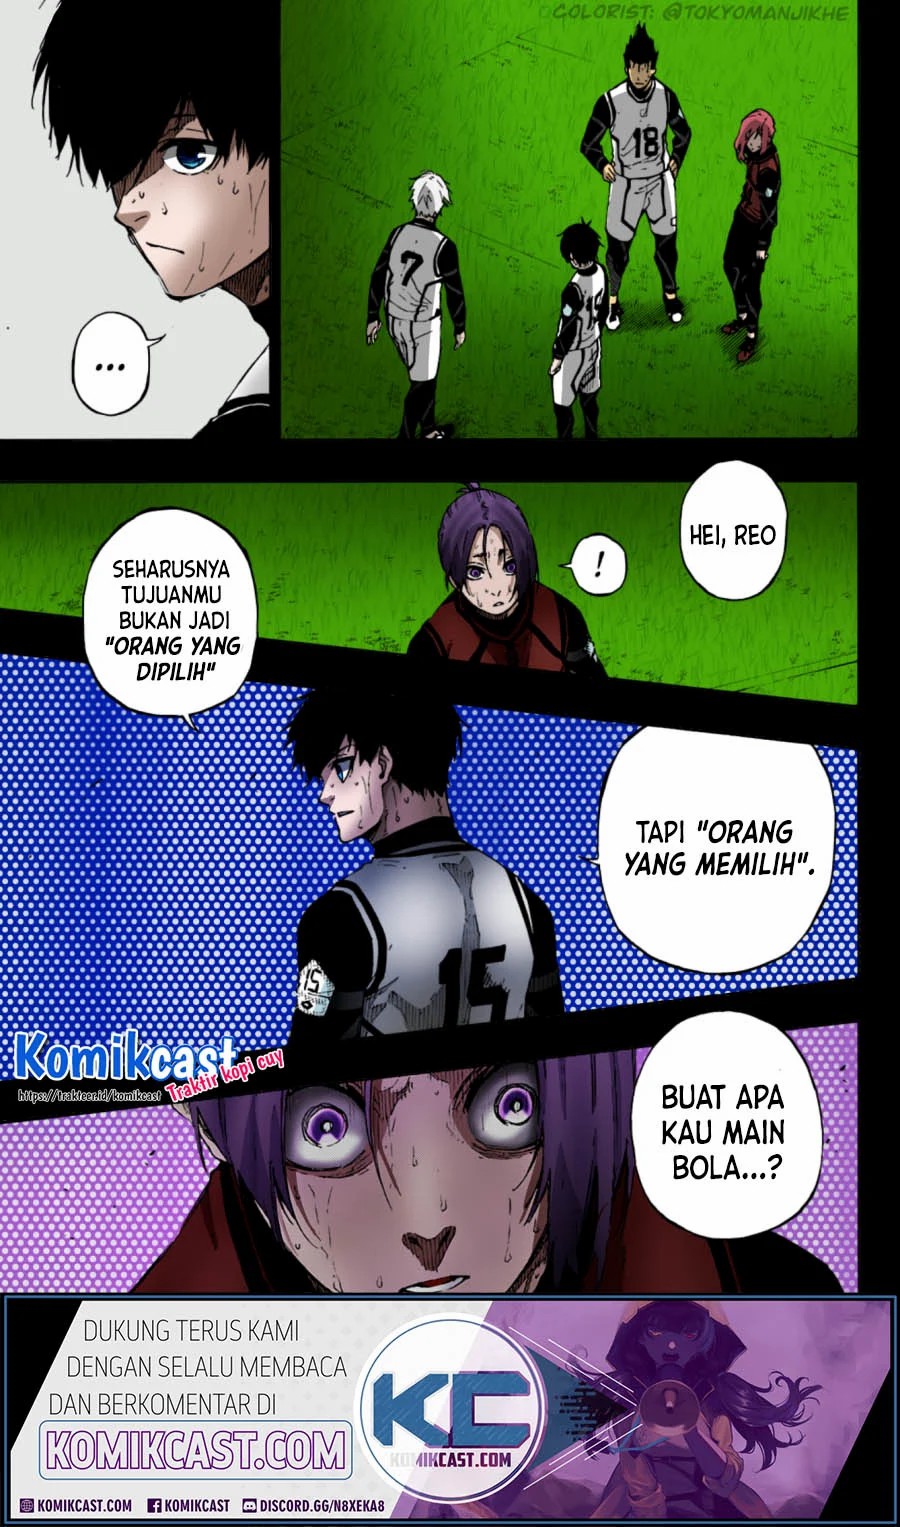 COLORIST: @TOKYOMANJIKHE
18
7
...
HEI, REO
!
SEHARUSNYA
TUJUANMU
BUKAN JADI
"ORANG YANG
DIPILIH"
TAPI "ORANG
YANG MEMILIH".
15
15
Komikcast
https://trakteer.id/komikcast
Traktir kopi cuy
BUAT APA
KAU MAIN
BOLA...?
DUKUNG TERUS KAMI
DENGAN SELALU MEMBACA
DAN BERKOMENTAR DI
KOMIKCAST.COM
KC
KOMIKCAST.COM
KOMIKCAST.COM
KOMIKCAST
DISCORD.GG/N8XEKA8